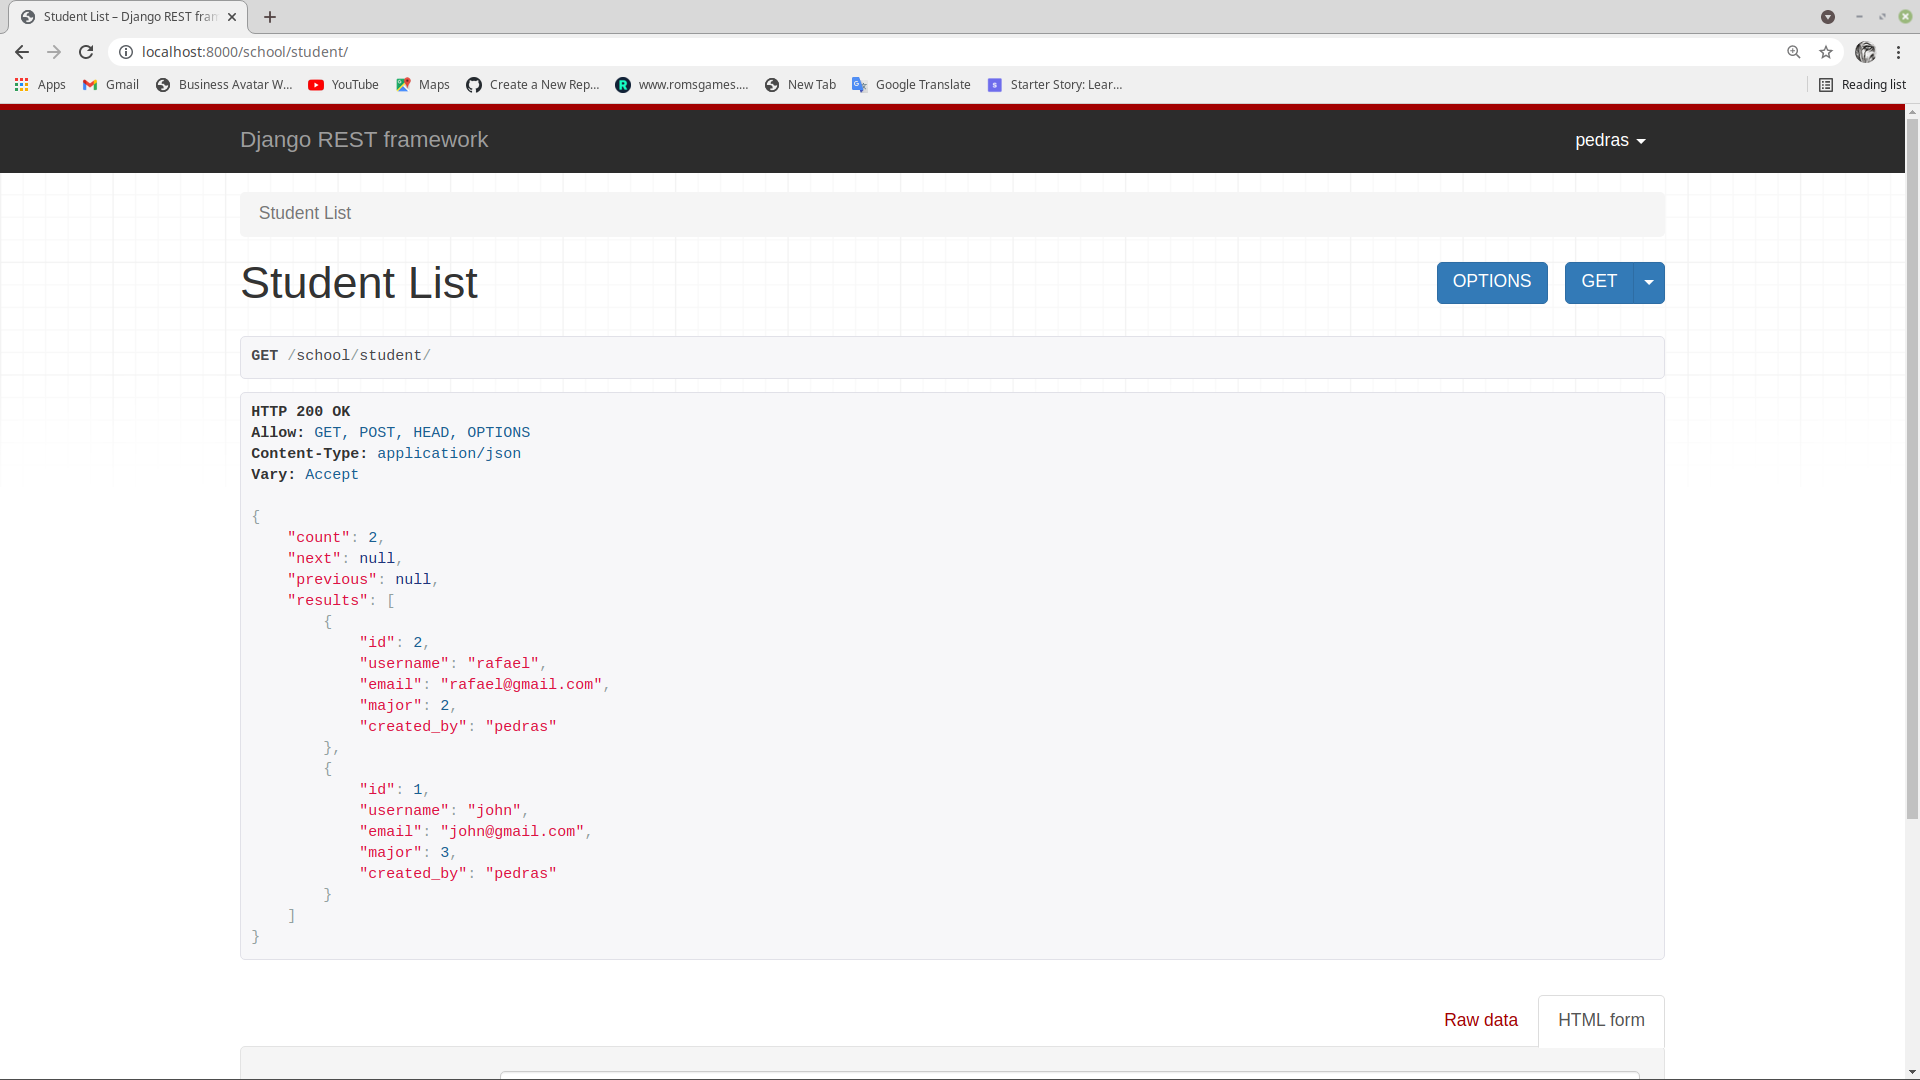 Student List – Django REST fram
localhost:8000/school/student/
Apps Gmail Business Avatar W... YouTube Maps Create a New Rep... www.romsgames.... New Tab Google Translate Starter Story: Lear... Reading list
Django REST framework pedras
Student List
Student List OPTIONS GET
GET /school/student/
HTTP 200 OK
Allow: GET, POST, HEAD, OPTIONS
Content-Type: application/json
Vary: Accept
{
"count": 2,
"next": null,
"previous": null,
"results": [
{
"id": 2,
"username": "rafael",
"email": "rafael@gmail.com",
"major": 2,
"created_by": "pedras"
},
{
"id": 1,
"username": "john",
"email": "john@gmail.com",
"major": 3,
"created_by": "pedras"
}
]
}
Raw data HTML form